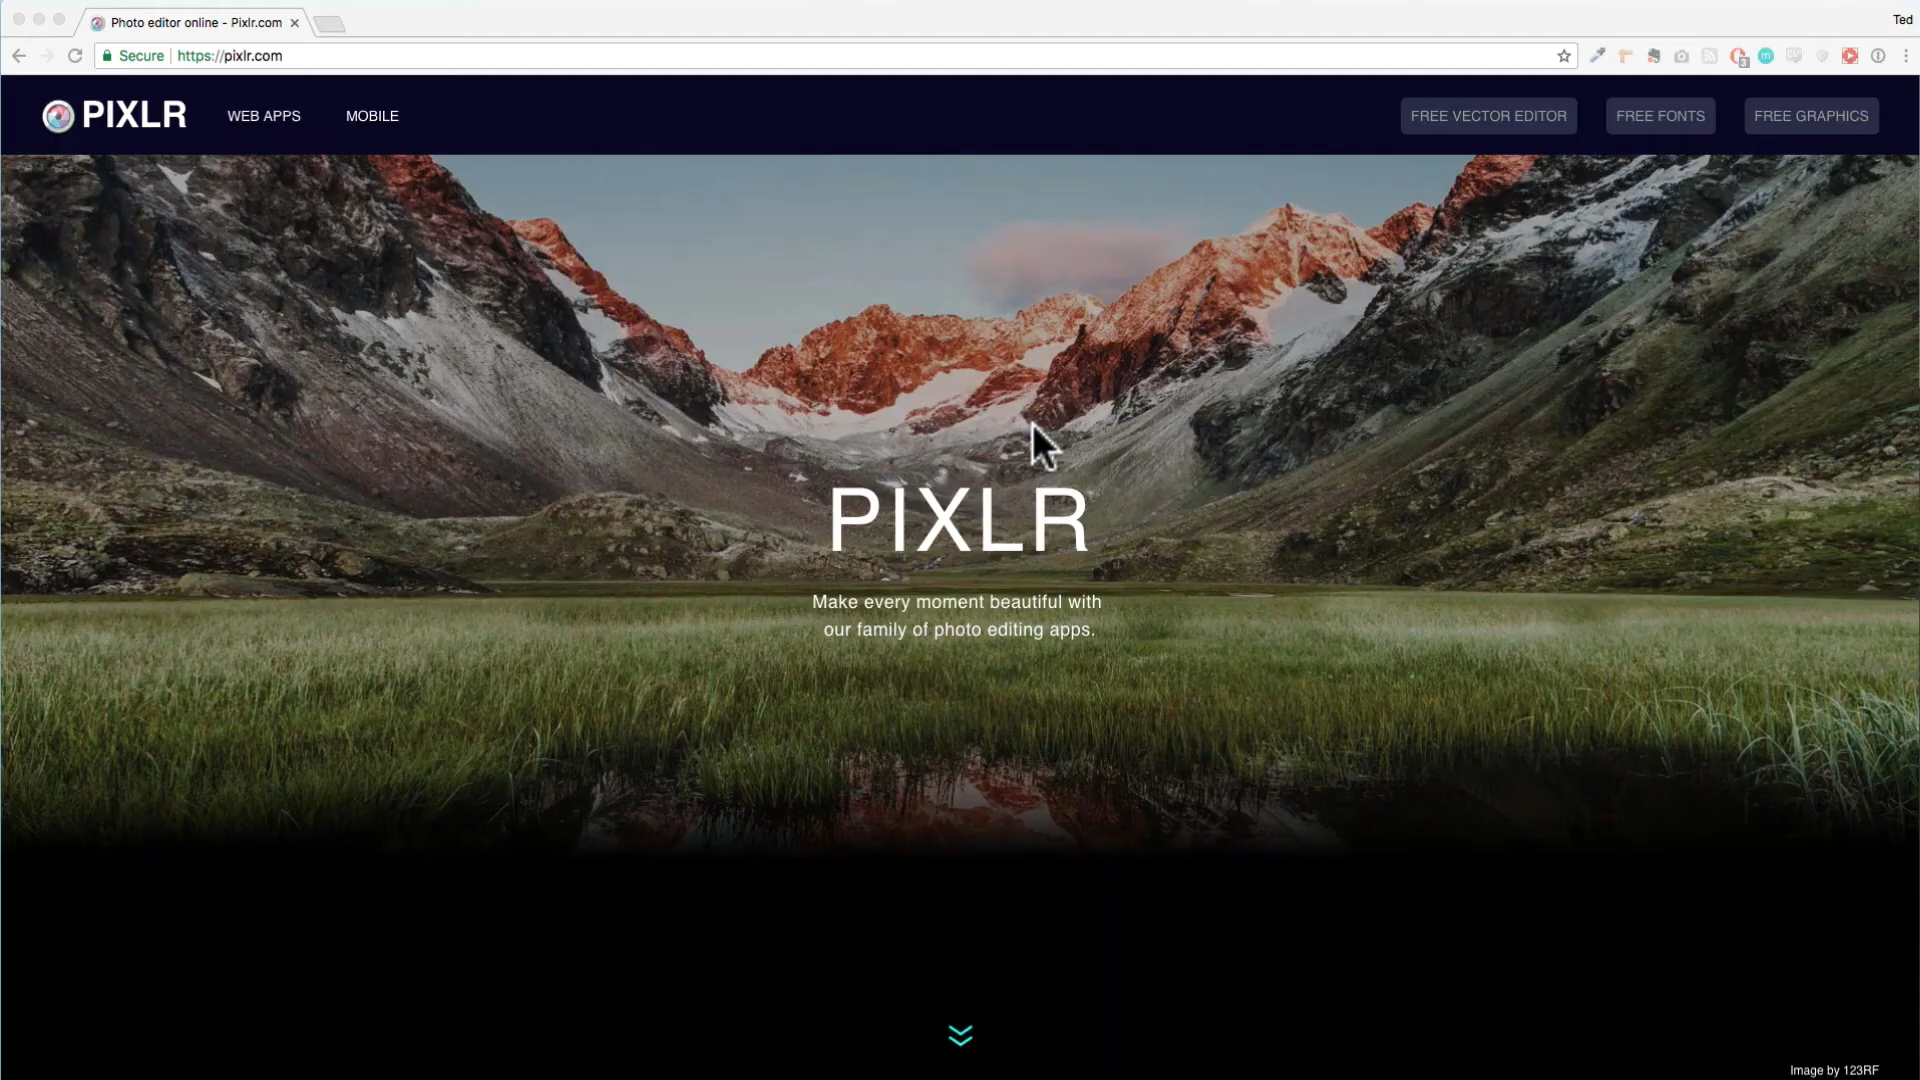 Photo editor online - Pixlr.com
Ted
Secure
https://pixlr.com
3
m
PIXLR
WEB APPS
MOBILE
FREE VECTOR EDITOR
FREE FONTS
FREE GRAPHICS
PIXLR
Make every moment beautiful with
our family of photo editing apps.
Image by 123RF